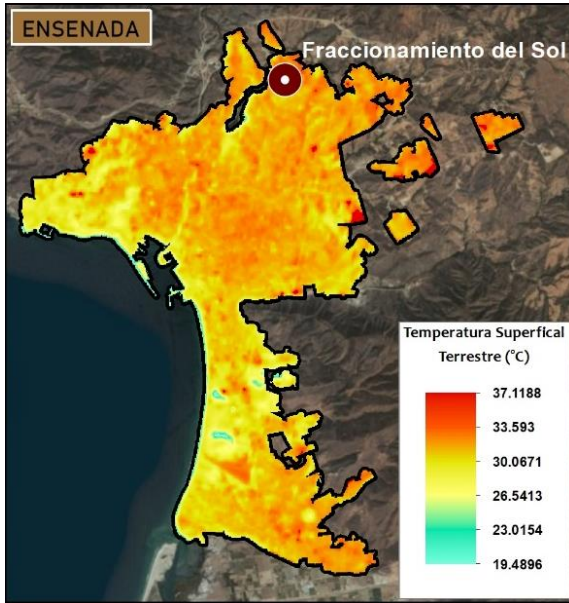 ENSENADA
Fraccionamiento del Sol
Temperatura Superfical
Terrestre (°C)
37.1188
33.593
30.0671
26.5413
23.0154
19.4896